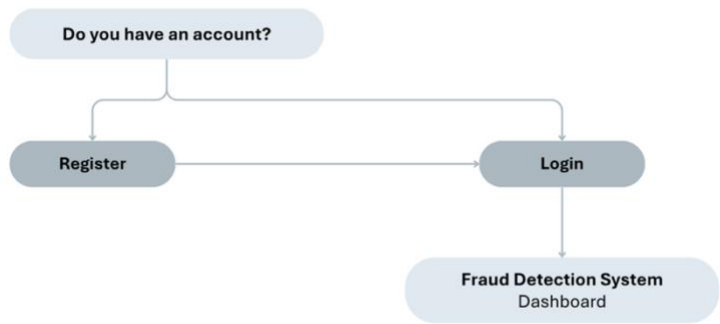 Do you have an account?
Register
Login
Fraud Detection System
Dashboard